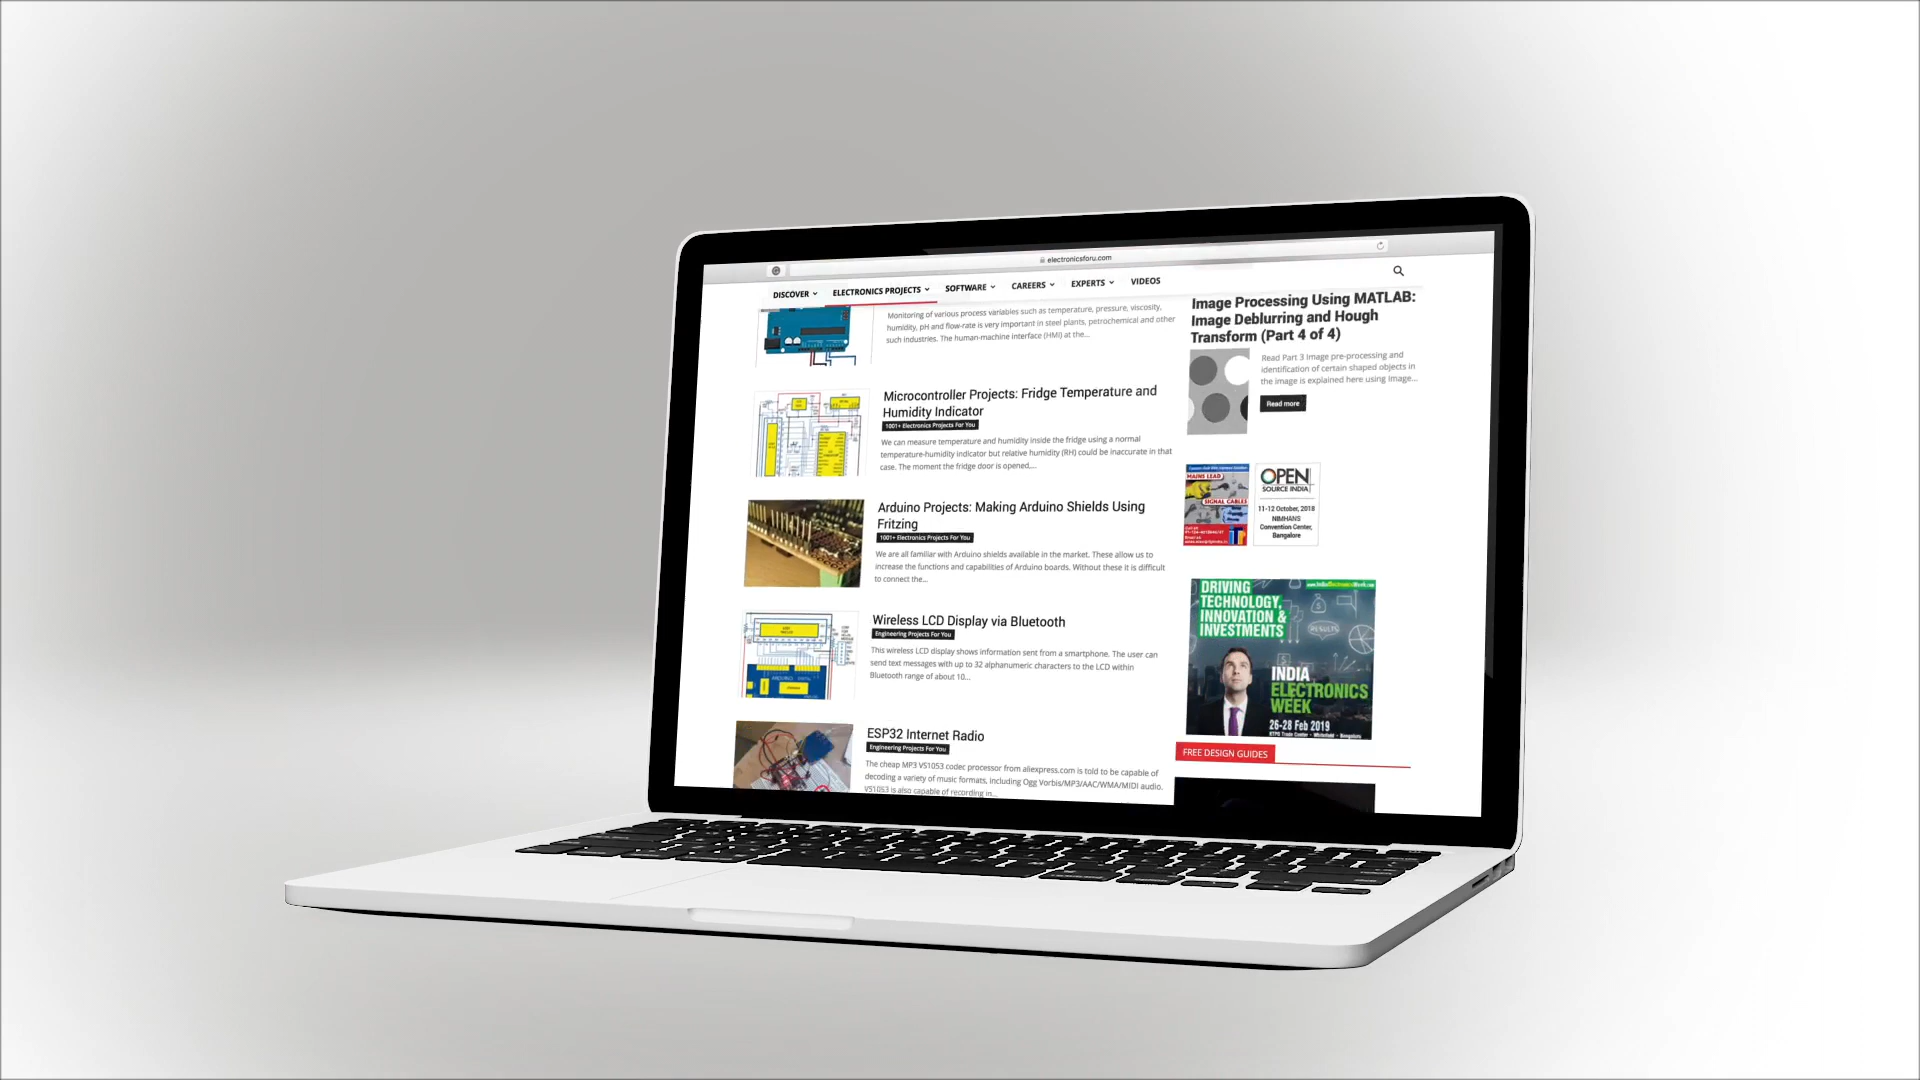 electronicsforu.com
DISCOVER
ELECTRONICS PROJECTS
SOFTWARE
CAREERS
EXPERTS
VIDEOS
Monitoring of various process variables such as temperature, pressure, viscosity,
humidity, pH and flow-rate is very important in steel plants, petrochemical and other
such industries. The human-machine interface (HMI) at the...
Microcontroller Projects: Fridge Temperature and
Humidity Indicator
1001+ Electronics Projects For You
We can measure temperature and humidity inside the fridge using a normal
temperature-humidity indicator but relative humidity (RH) could be inaccurate in that
case. The moment the fridge door is opened,...
Arduino Projects: Making Arduino Shields Using
Fritzing
1001+ Electronics Projects For You
We are all familiar with Arduino shields available in the market. These allow us to
increase the functions and capabilities of Arduino boards. Without these it is difficult
to connect the...
Wireless LCD Display via Bluetooth
Engineering Projects For You
This wireless LCD display shows information sent from a smartphone. The user can
send text messages with up to 32 alphanumeric characters to the LCD within
Bluetooth range of about 10...
ESP32 Internet Radio
Engineering Projects For You
The cheap MP3 VS1053 codec processor from aliexpress.com is told to be capable of
decoding a variety of music formats, including Ogg Vorbis/MP3/AAC/WMA/MIDI audio.
VS1053 is also capable of recording in...
Image Processing Using MATLAB:
Image Deblurring and Hough
Transform (Part 4 of 4)
Read Part 3 Image pre-processing and
identification of certain shaped objects in
the image is explained here using Image...
Read more
MAINS LEAD
SIGNAL CABLES
OPEN
SOURCE INDIA
11-12 October, 2018
NIMHANS
Convention Center,
Bangalore
DRIVING
TECHNOLOGY,
INNOVATION &
INVESTMENTS
RESULTS
INDIA
ELECTRONICS
WEEK
26-28 Feb 2019
KTPO Trade Center - Whitefield - Bengaluru
FREE DESIGN GUIDES